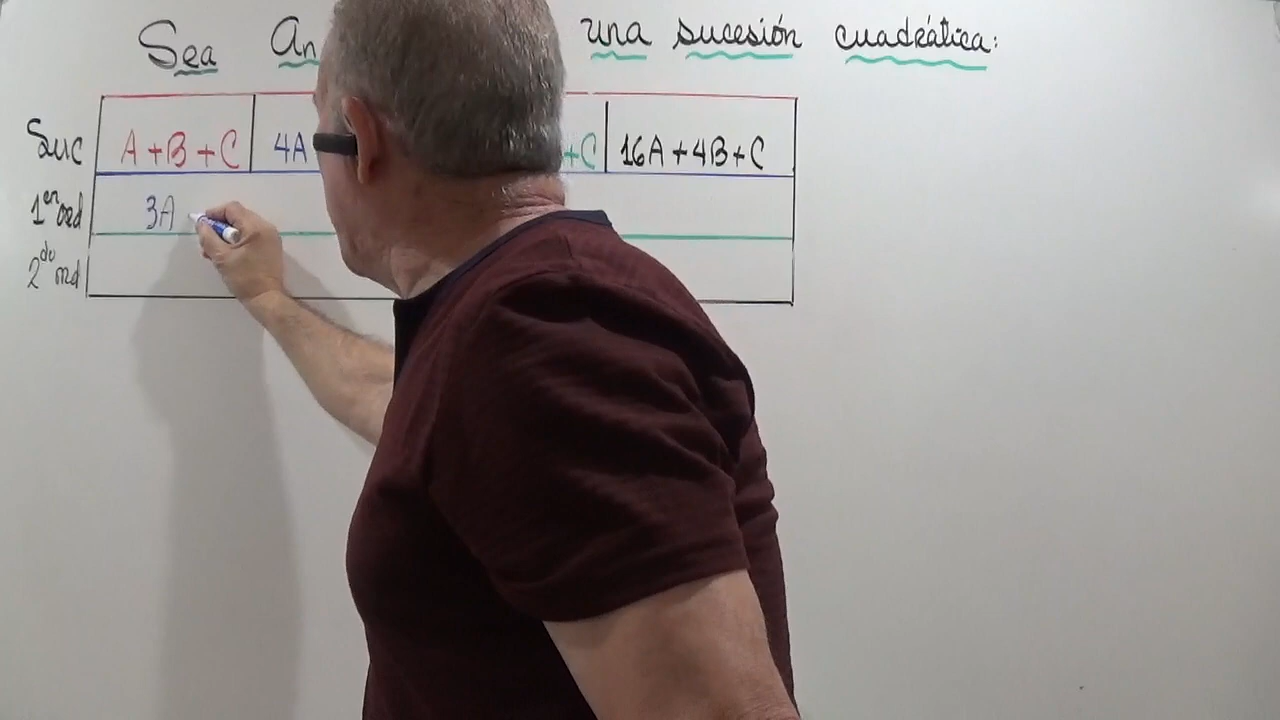 Sea An una sucesión cuadrática:
Suc A+B+C 4A +C 16A+4B+C
1er ord 3A
2do ord